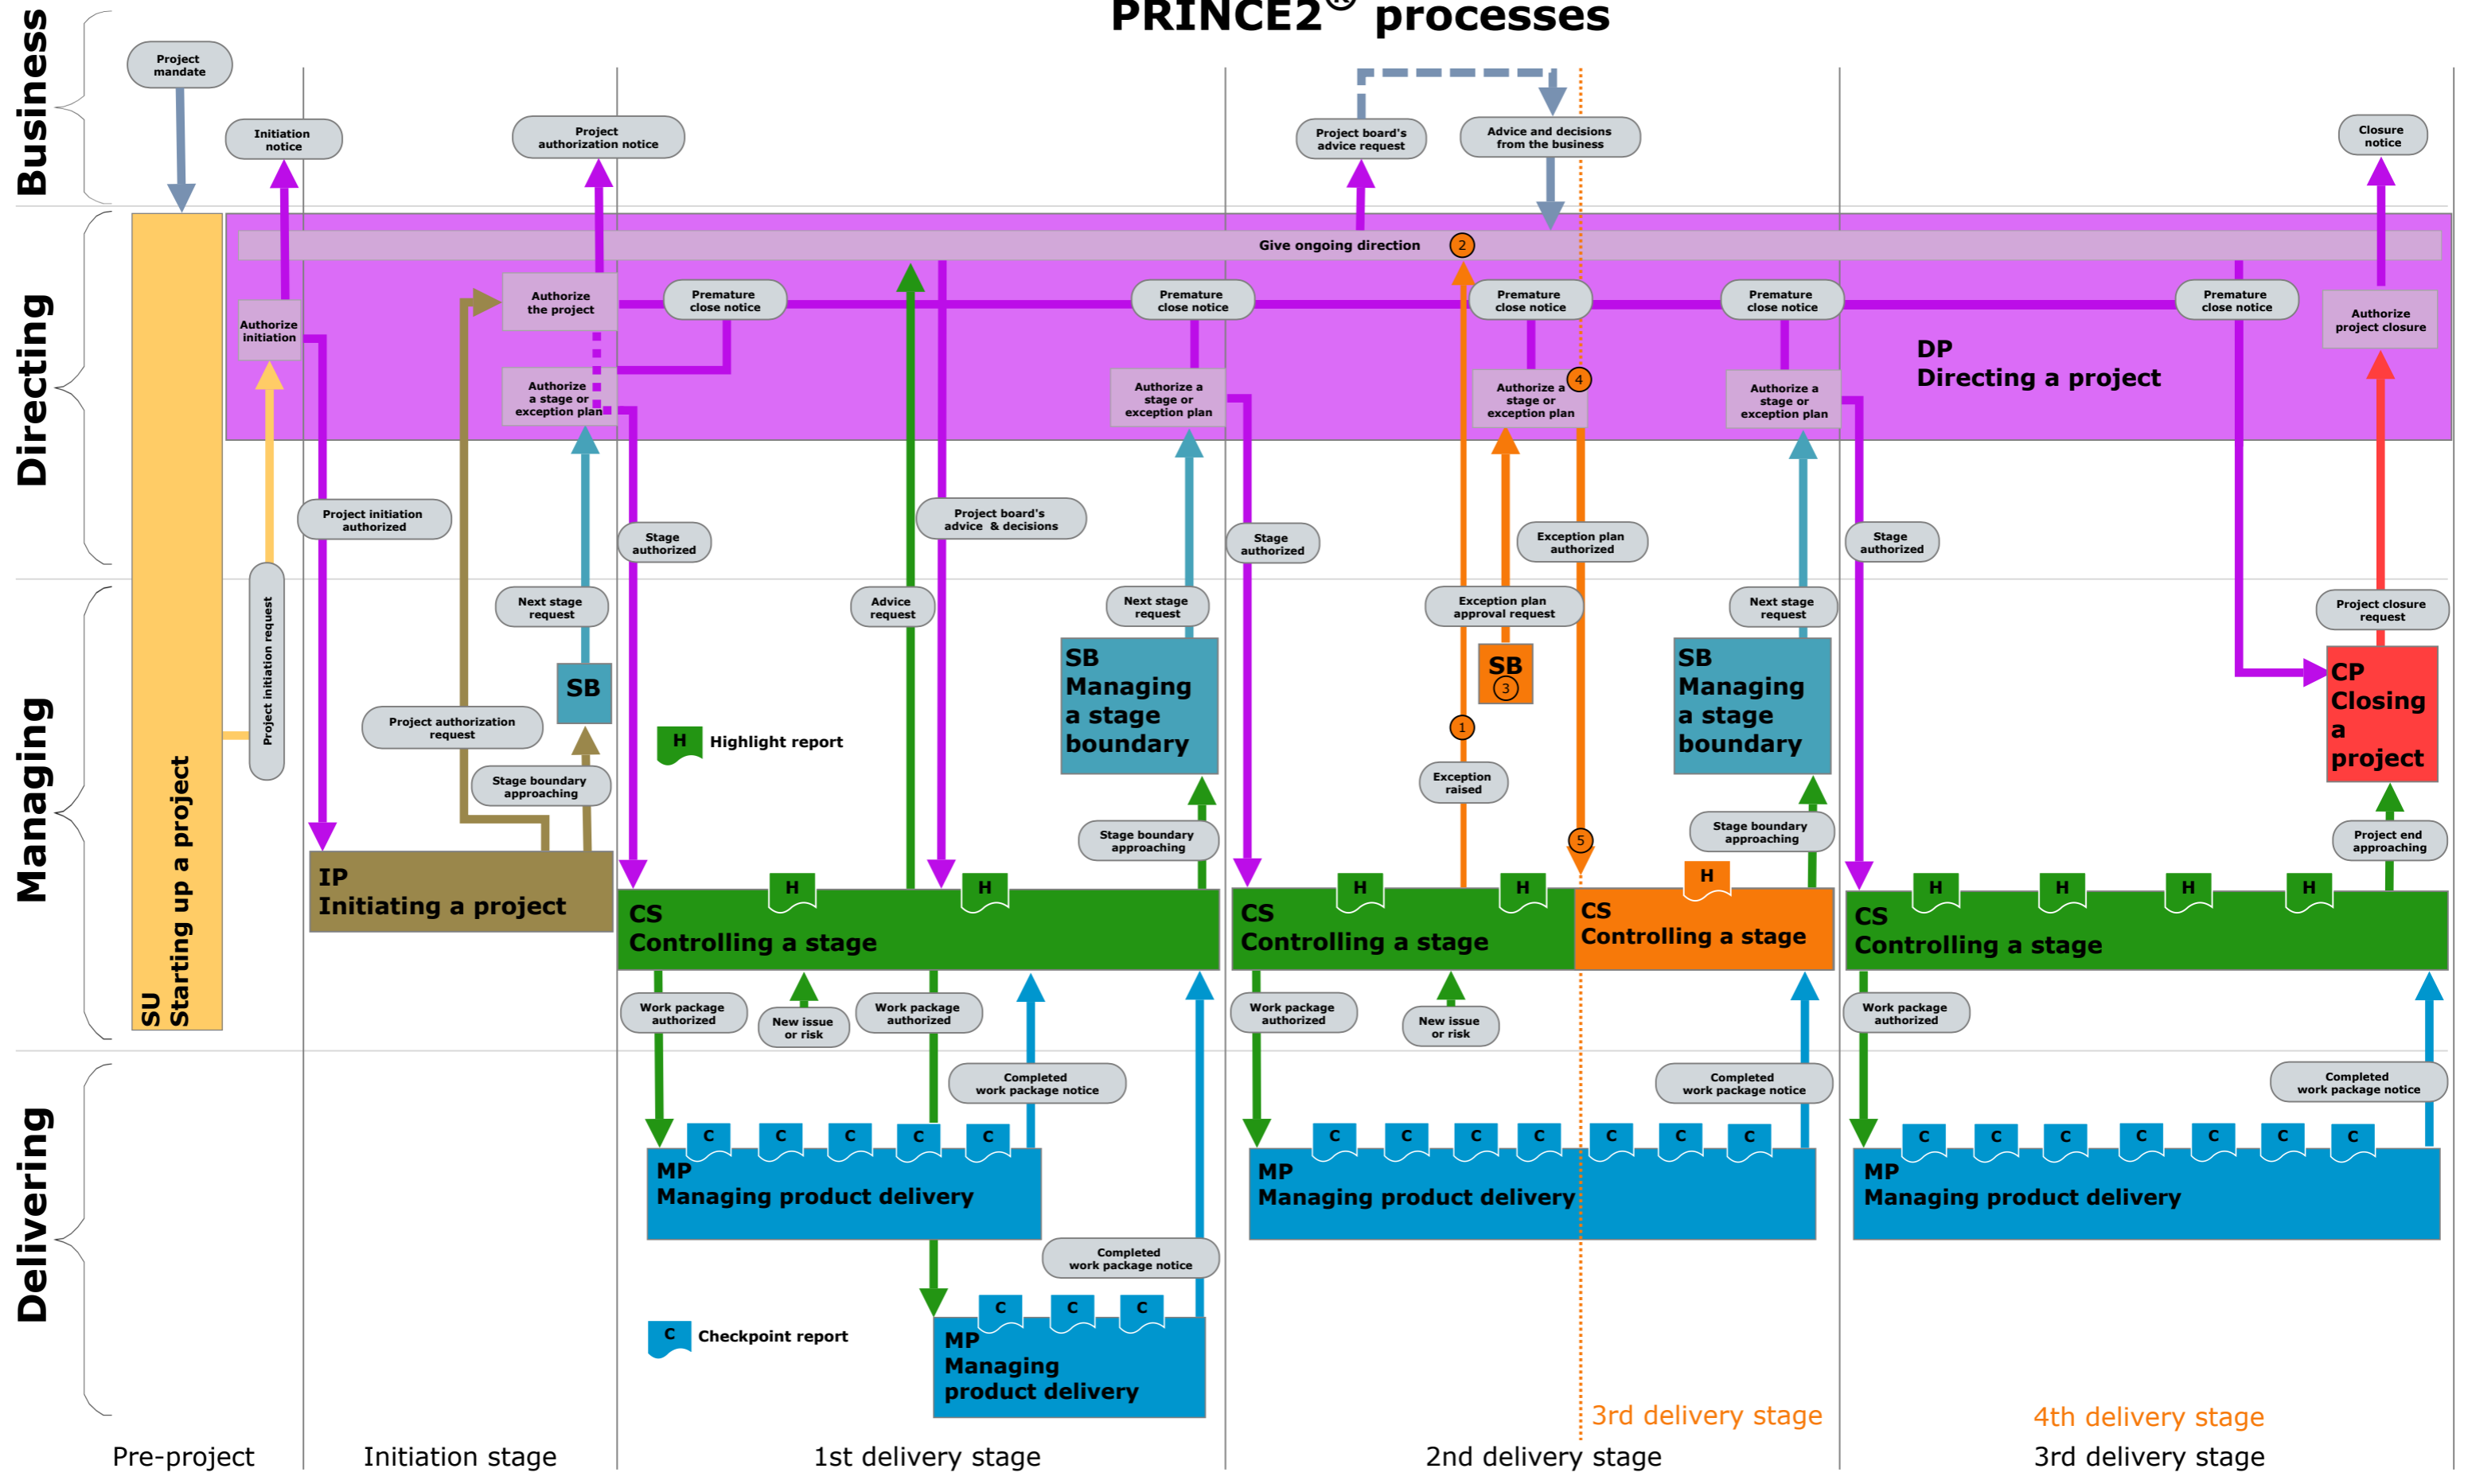 PRINCE2® processes
Business
Directing
Managing
Delivering
Project
mandate
Initiation
notice
Project
authorization notice
Project board's
advice request
Advice and decisions
from the business
Closure
notice
Give ongoing direction
2
Authorize
initiation
Authorize
the project
Premature
close notice
Premature
close notice
Premature
close notice
Premature
close notice
Premature
close notice
Authorize
project closure
DP
Directing a project
Authorize
a stage or
exception plan
Authorize a
stage or
exception plan
Authorize a
stage or
exception plan
4
Authorize a
stage or
exception plan
Project initiation
authorized
Stage
authorized
Project board's
advice & decisions
Stage
authorized
Exception plan
authorized
Stage
authorized
Project initiation request
Next stage
request
Advice
request
Next stage
request
Exception plan
approval request
Next stage
request
Project closure
request
SB
SB
Managing
a stage
boundary
SB
3
SB
Managing
a stage
boundary
CP
Closing
a
project
Project authorization
request
H
Highlight report
1
Stage boundary
approaching
Exception
raised
Stage boundary
approaching
Stage boundary
approaching
Project end
approaching
5
SU
Starting up a project
IP
Initiating a project
H
H
CS
Controlling a stage
H
H
CS
Controlling a stage
H
CS
Controlling a stage
H
H
H
H
CS
Controlling a stage
Work package
authorized
New issue
or risk
Work package
authorized
Work package
authorized
New issue
or risk
Work package
authorized
Completed
work package notice
Completed
work package notice
Completed
work package notice
C
C
C
C
C
MP
Managing product delivery
C
C
C
C
C
C
C
MP
Managing product delivery
C
C
C
C
C
C
C
MP
Managing product delivery
Completed
work package notice
C
C
C
MP
Managing
product delivery
C
Checkpoint report
3rd delivery stage
4th delivery stage
Pre-project
Initiation stage
1st delivery stage
2nd delivery stage
3rd delivery stage